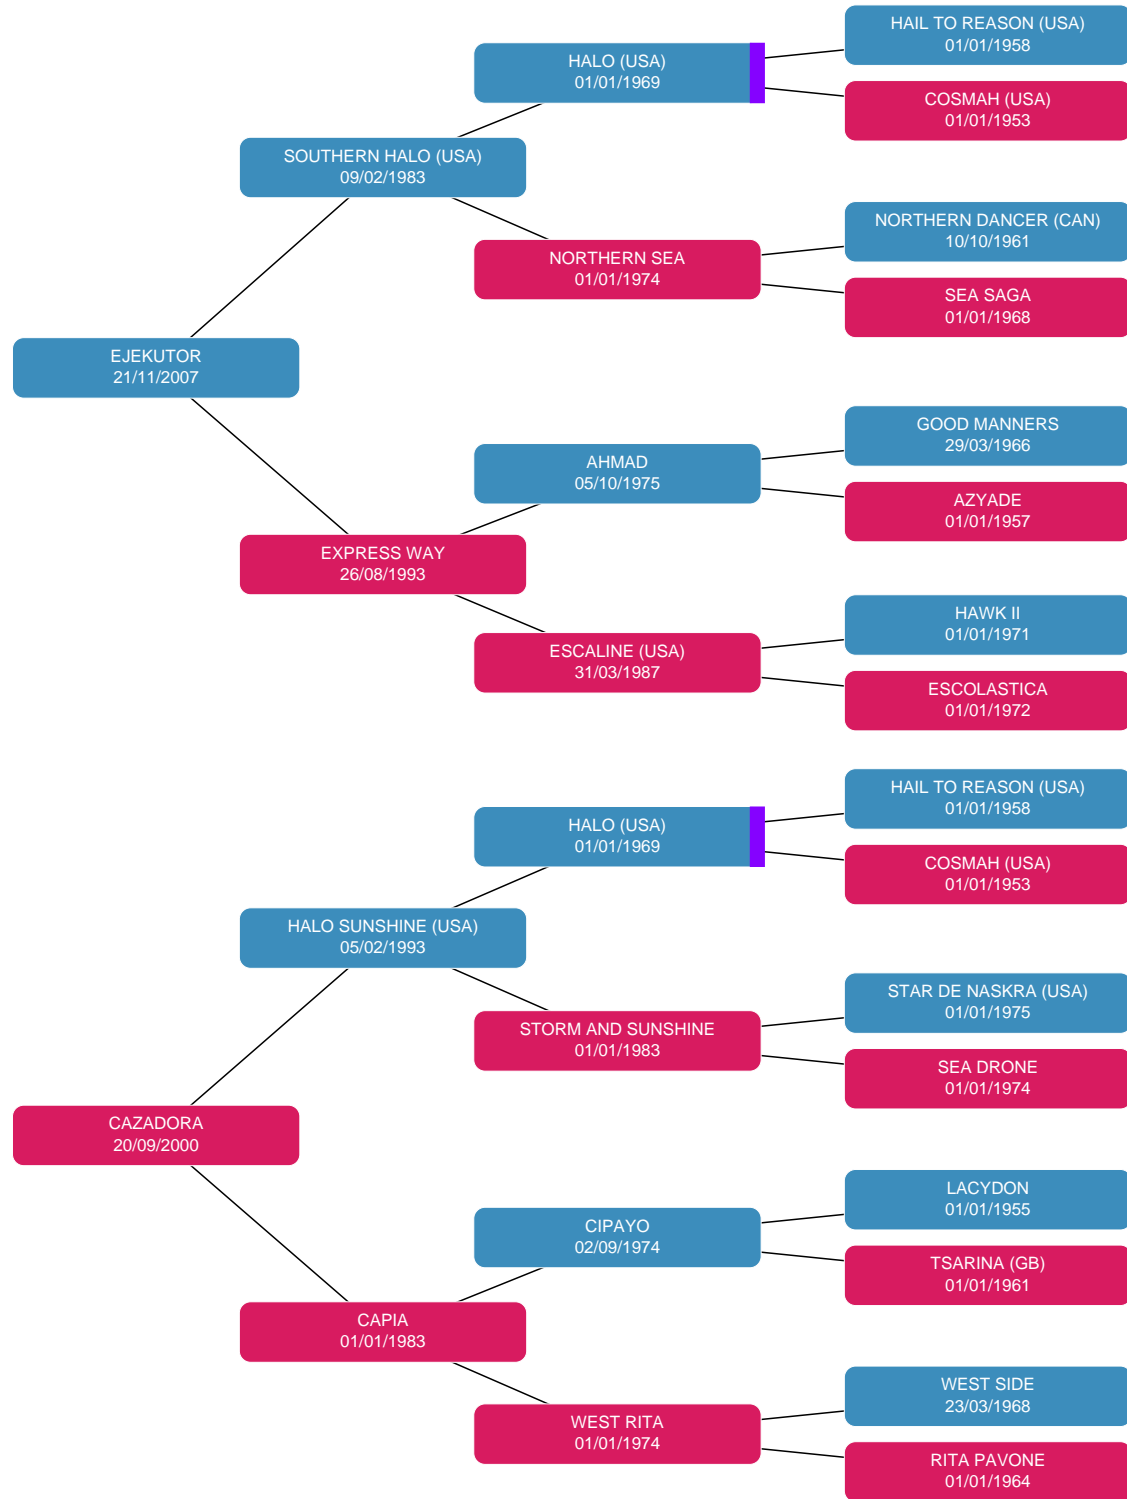 HAIL TO REASON (USA)
01/01/1958
HALO (USA)
01/01/1969
COSMAH (USA)
01/01/1953
SOUTHERN HALO (USA)
09/02/1983
NORTHERN DANCER (CAN)
10/10/1961
NORTHERN SEA
01/01/1974
SEA SAGA
01/01/1968
EJEKUTOR
21/11/2007
GOOD MANNERS
29/03/1966
AHMAD
05/10/1975
AZYADE
01/01/1957
EXPRESS WAY
26/08/1993
HAWK II
01/01/1971
ESCALINE (USA)
31/03/1987
ESCOLASTICA
01/01/1972
HAIL TO REASON (USA)
01/01/1958
HALO (USA)
01/01/1969
COSMAH (USA)
01/01/1953
HALO SUNSHINE (USA)
05/02/1993
STAR DE NASKRA (USA)
01/01/1975
STORM AND SUNSHINE
01/01/1983
SEA DRONE
01/01/1974
CAZADORA
20/09/2000
LACYDON
01/01/1955
CIPAYO
02/09/1974
TSARINA (GB)
01/01/1961
CAPIA
01/01/1983
WEST SIDE
23/03/1968
WEST RITA
01/01/1974
RITA PAVONE
01/01/1964